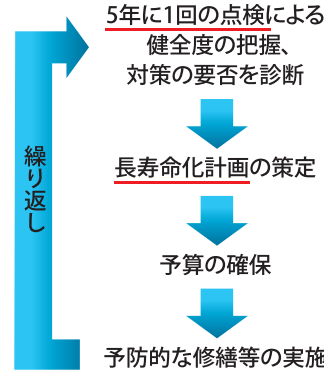 5年に1回の点検による
健全度の把握、
対策の要否を診断
長寿命化計画の策定
予算の確保
予防的な修繕等の実施
繰り返し